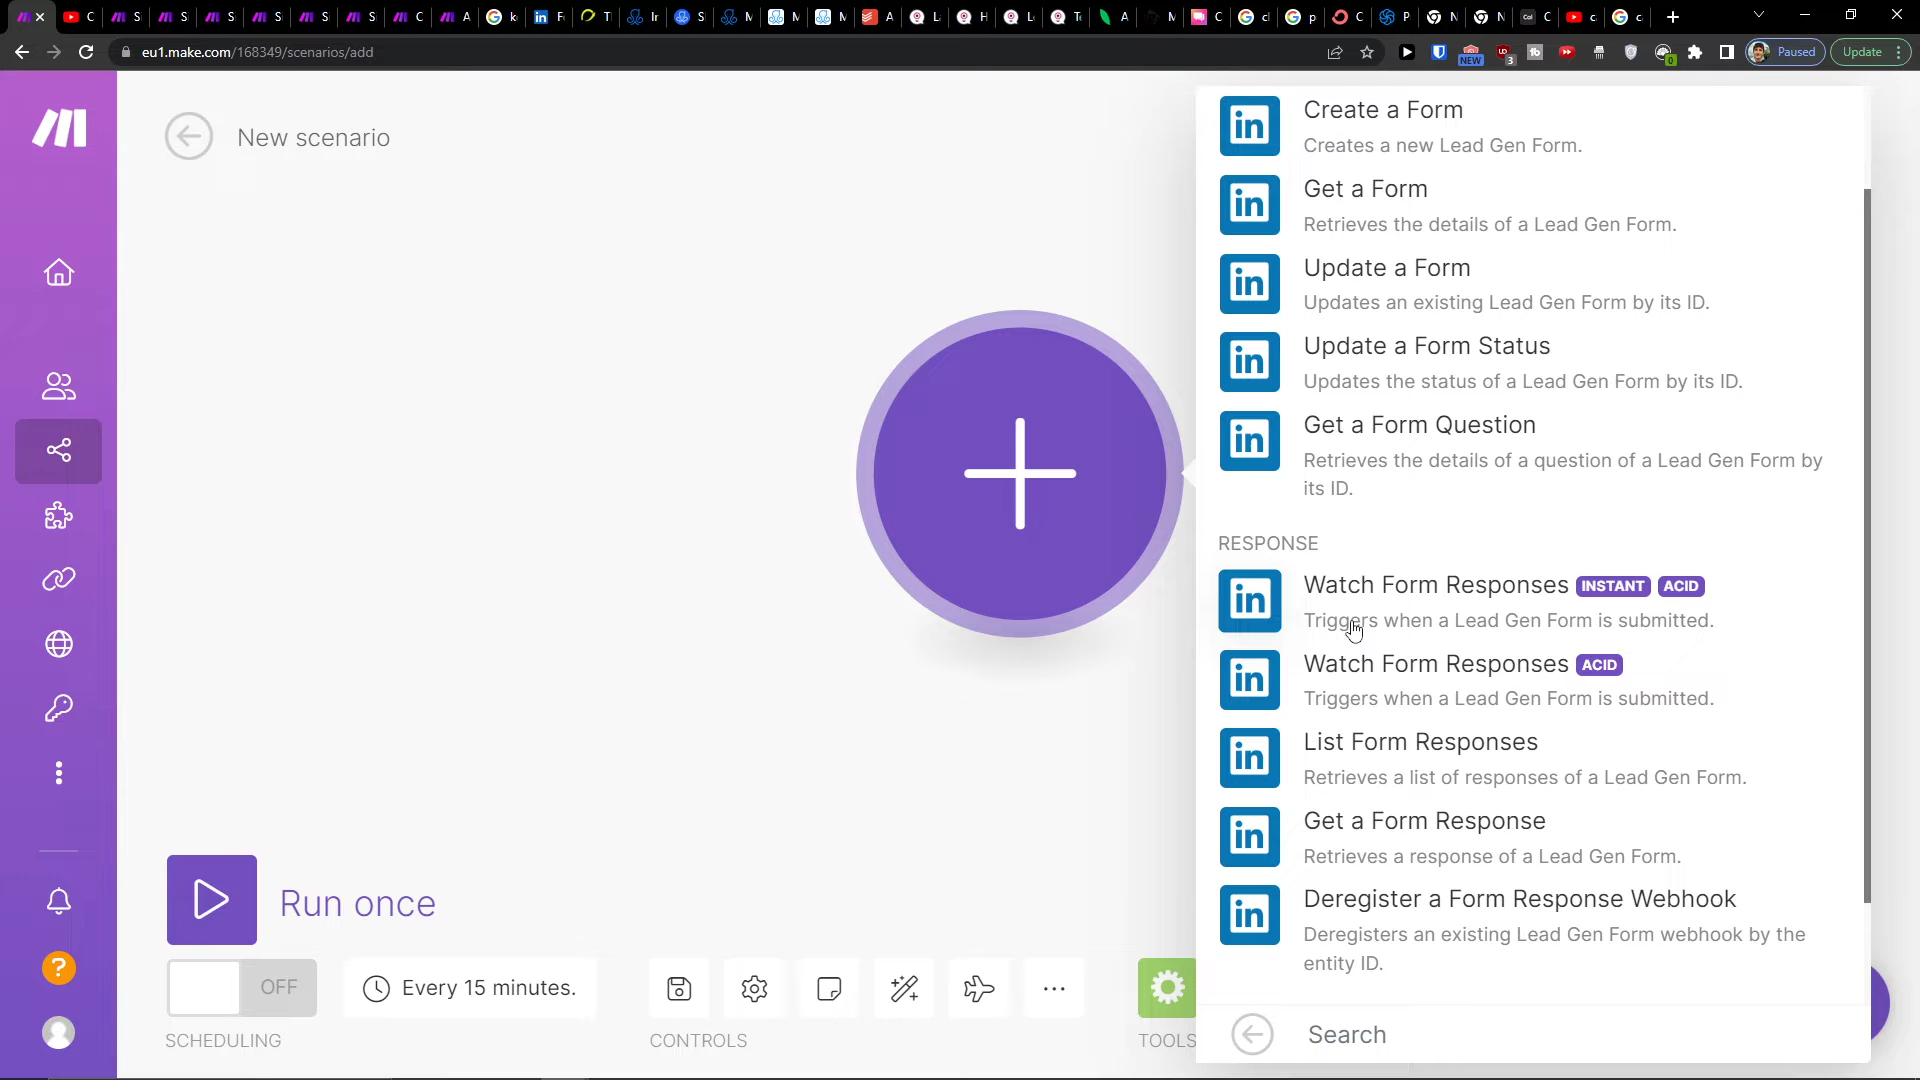 eu1.make.com/168349/scenarios/add
NEW
3
0
Paused
Update
New scenario
Create a Form
Creates a new Lead Gen Form.
Get a Form
Retrieves the details of a Lead Gen Form.
Update a Form
Updates an existing Lead Gen Form by its ID.
Update a Form Status
Updates the status of a Lead Gen Form by its ID.
Get a Form Question
Retrieves the details of a question of a Lead Gen Form by
its ID.
RESPONSE
Watch Form Responses INSTANT ACID
Triggers when a Lead Gen Form is submitted.
Watch Form Responses ACID
Triggers when a Lead Gen Form is submitted.
List Form Responses
Retrieves a list of responses of a Lead Gen Form.
Get a Form Response
Retrieves a response of a Lead Gen Form.
Deregister a Form Response Webhook
Deregisters an existing Lead Gen Form webhook by the
entity ID.
Search
Run once
OFF
Every 15 minutes.
SCHEDULING
CONTROLS
TOOLS